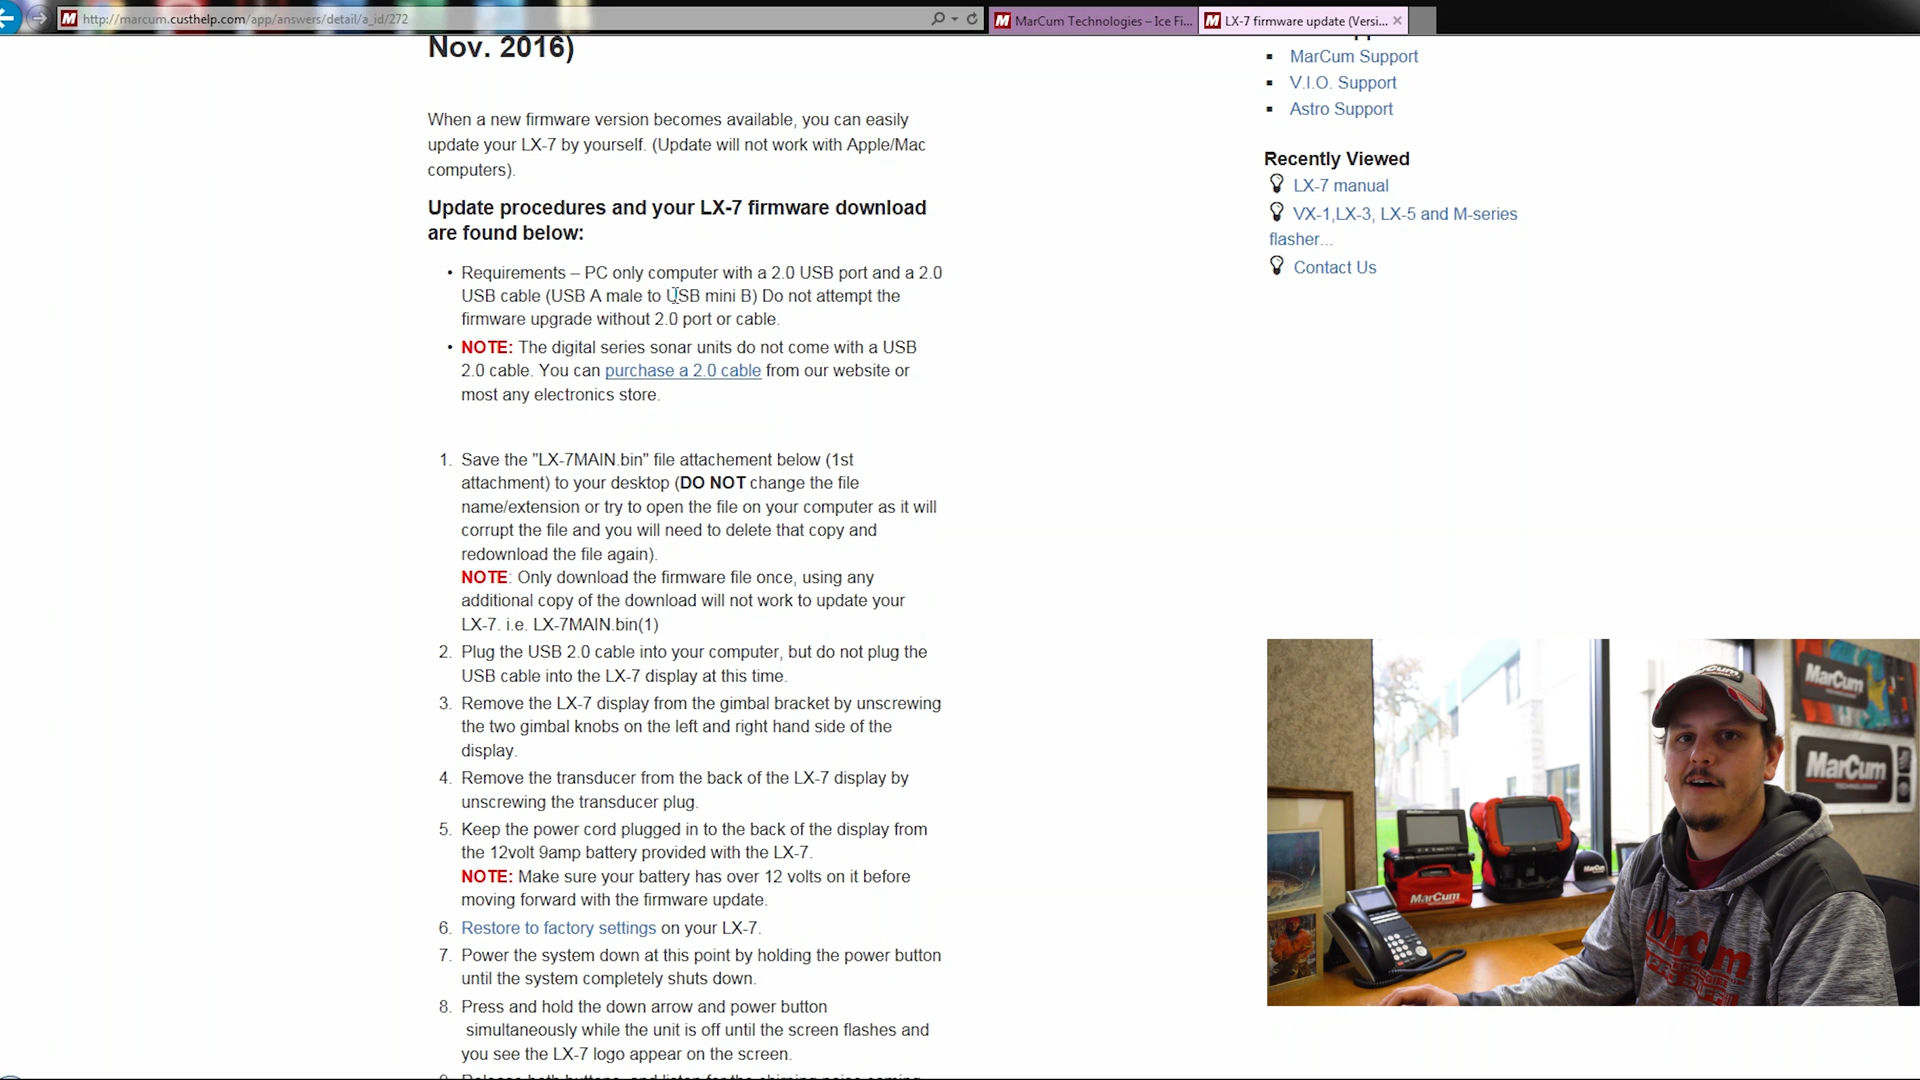 http://marcum.custhelp.com/app/answers/detail/a_id/272
MarCum Technologies – Ice Fi...
LX-7 firmware update (Versi...
Nov. 2016)
When a new firmware version becomes available, you can easily
update your LX-7 by yourself. (Update will not work with Apple/Mac
computers).
Update procedures and your LX-7 firmware download
are found below:
• Requirements – PC only computer with a 2.0 USB port and a 2.0
USB cable (USB A male to USB mini B) Do not attempt the
firmware upgrade without 2.0 port or cable.
• NOTE: The digital series sonar units do not come with a USB
2.0 cable. You can purchase a 2.0 cable from our website or
most any electronics store.
1. Save the "LX-7MAIN.bin" file attachement below (1st
attachment) to your desktop (DO NOT change the file
name/extension or try to open the file on your computer as it will
corrupt the file and you will need to delete that copy and
redownload the file again).
NOTE: Only download the firmware file once, using any
additional copy of the download will not work to update your
LX-7. i.e. LX-7MAIN.bin(1)
2. Plug the USB 2.0 cable into your computer, but do not plug the
USB cable into the LX-7 display at this time.
3. Remove the LX-7 display from the gimbal bracket by unscrewing
the two gimbal knobs on the left and right hand side of the
display.
4. Remove the transducer from the back of the LX-7 display by
unscrewing the transducer plug.
5. Keep the power cord plugged in to the back of the display from
the 12volt 9amp battery provided with the LX-7.
NOTE: Make sure your battery has over 12 volts on it before
moving forward with the firmware update.
6. Restore to factory settings on your LX-7.
7. Power the system down at this point by holding the power button
until the system completely shuts down.
8. Press and hold the down arrow and power button
simultaneously while the unit is off until the screen flashes and
you see the LX-7 logo appear on the screen.
MarCum Support
V.I.O. Support
Astro Support
Recently Viewed
LX-7 manual
VX-1,LX-3, LX-5 and M-series
flasher...
Contact Us
MarCum
MarCum
TECHNOLOGIES
MarCum
MarCum